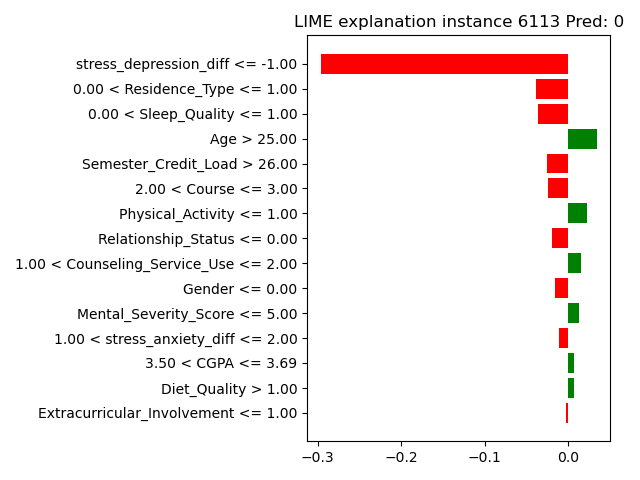 LIME explanation instance 6113 Pred: 0
stress_depression_diff <= -1.00
0.00 < Residence_Type <= 1.00
0.00 < Sleep_Quality <= 1.00
Age > 25.00
Semester_Credit_Load > 26.00
2.00 < Course <= 3.00
Physical_Activity <= 1.00
Relationship_Status <= 0.00
1.00 < Counseling_Service_Use <= 2.00
Gender <= 0.00
Mental_Severity_Score <= 5.00
1.00 < stress_anxiety_diff <= 2.00
3.50 < CGPA <= 3.69
Diet_Quality > 1.00
Extracurricular_Involvement <= 1.00
−0.3 −0.2 −0.1 0.0